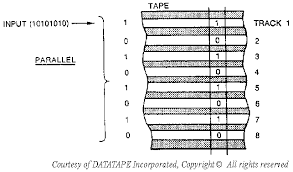 TAPE
INPUT (10101010) 1 1 TRACK 1
0 0 2
PARALLEL 1 1 3
0 0 4
1 1 5
0 0 6
1 1 7
0 0 8
Courtesy of DATATAPE Incorporated, Copyright © All rights reserved